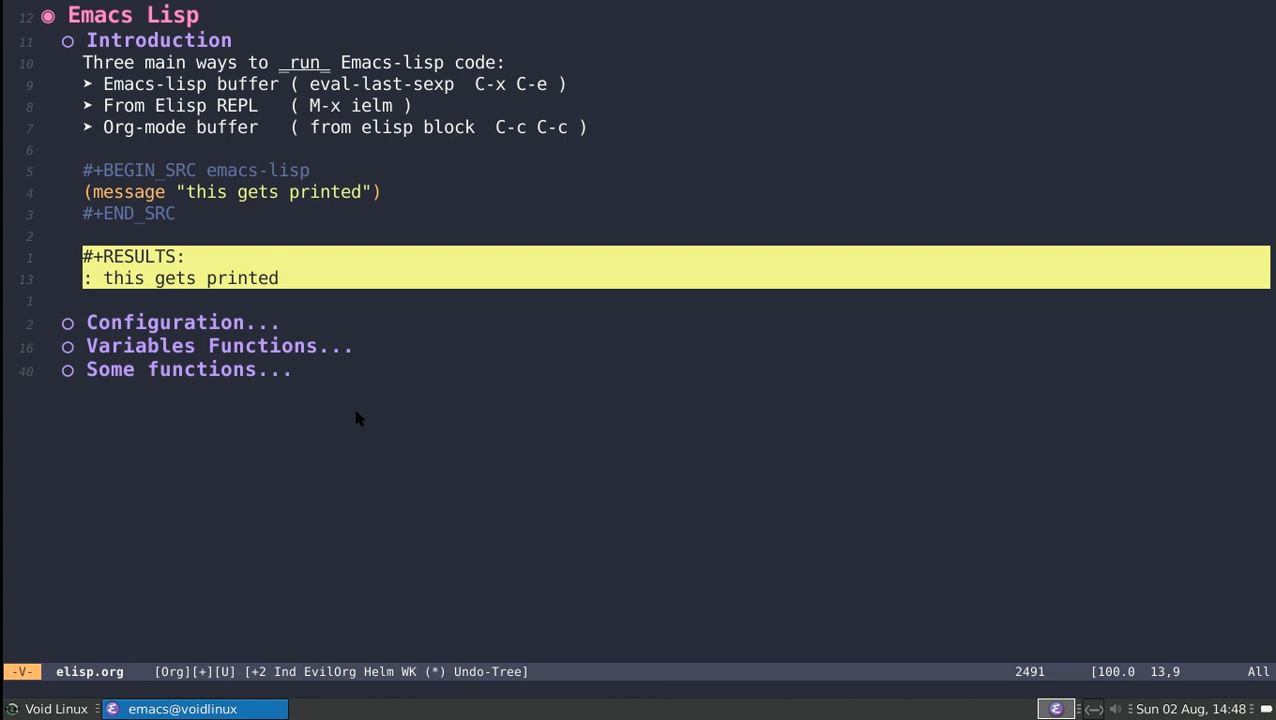 12 ◉ Emacs Lisp
11 ○ Introduction
10 Three main ways to _run_ Emacs-lisp code:
9 ➤ Emacs-lisp buffer ( eval-last-sexp  C-x C-e )
8 ➤ From Elisp REPL   ( M-x ielm )
7 ➤ Org-mode buffer   ( from elisp block  C-c C-c )
6
5 #+BEGIN_SRC emacs-lisp
4 (message "this gets printed")
3 #+END_SRC
2
1 #+RESULTS:
13 : this gets printed
1
2 ○ Configuration...
16 ○ Variables Functions...
40 ○ Some functions...
-V- elisp.org [Org][+][U] [+2 Ind EvilOrg Helm WK (*) Undo-Tree] 2491 [100.0 13,9 All
Void Linux emacs@voidlinux Sun 02 Aug, 14:48